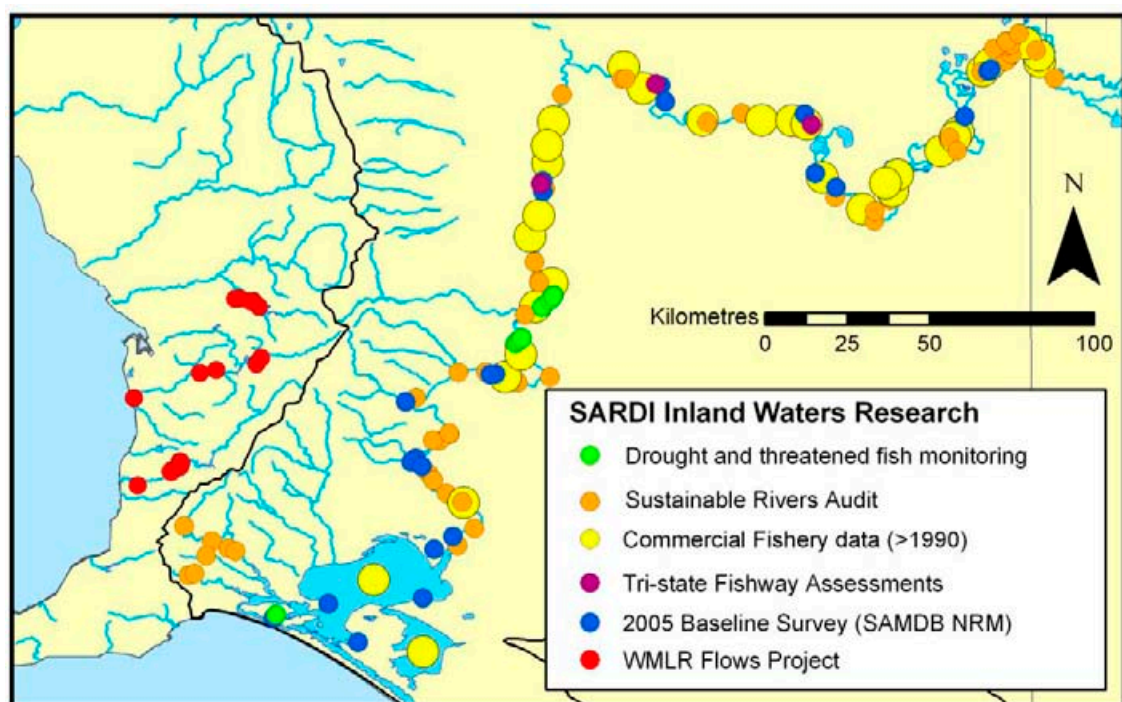 N
Kilometres
0 25 50 100
SARDI Inland Waters Research
Drought and threatened fish monitoring
Sustainable Rivers Audit
Commercial Fishery data (>1990)
Tri-state Fishway Assessments
2005 Baseline Survey (SAMDB NRM)
WMLR Flows Project